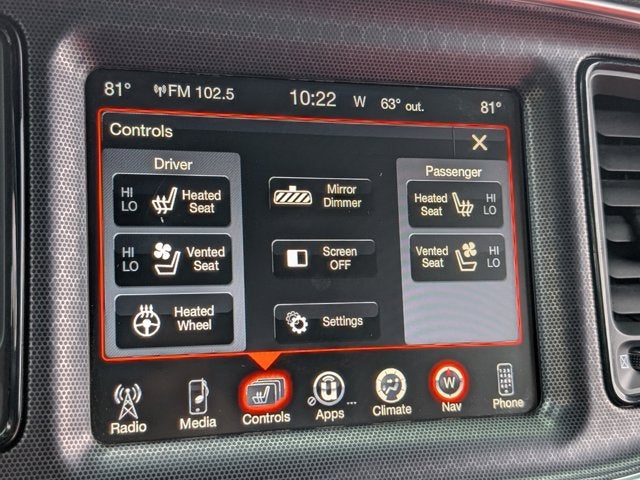 81° FM 102.5 10:22 W 63° out. 81°
Controls X
Driver
HI
LO
Heated
Seat
HI
LO
Vented
Seat
Heated
Wheel
Mirror
Dimmer
Screen
OFF
Settings
Passenger
Heated
Seat
HI
LO
Vented
Seat
HI
LO
Radio Media Controls Apps ... Climate W Nav Phone